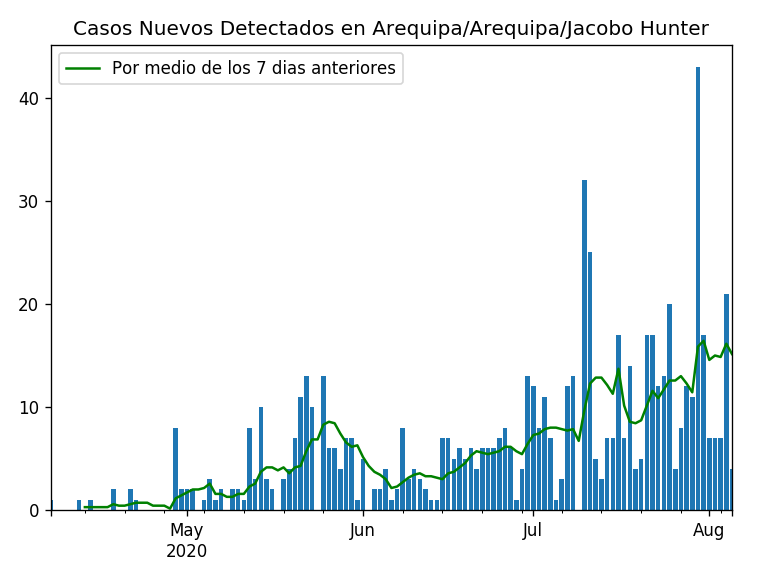 Casos Nuevos Detectados en Arequipa/Arequipa/Jacobo Hunter
Por medio de los 7 dias anteriores
40
30
20
10
0
May Jun Jul Aug
2020